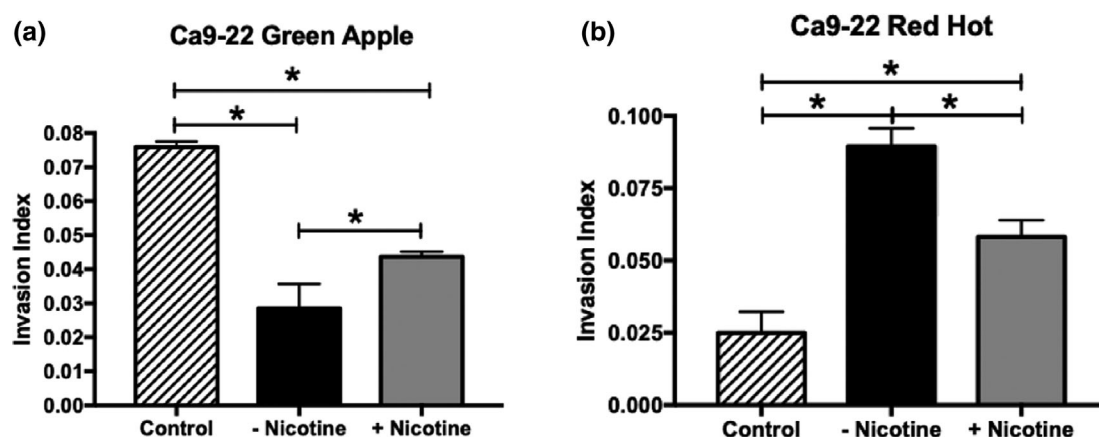 (a)
Ca9-22 Green Apple
*
*
*
Invasion Index
0.08
0.07
0.06
0.05
0.04
0.03
0.02
0.01
0.00
Control - Nicotine + Nicotine
(b)
Ca9-22 Red Hot
*
* *
Invasion Index
0.100
0.075
0.050
0.025
0.000
Control - Nicotine + Nicotine